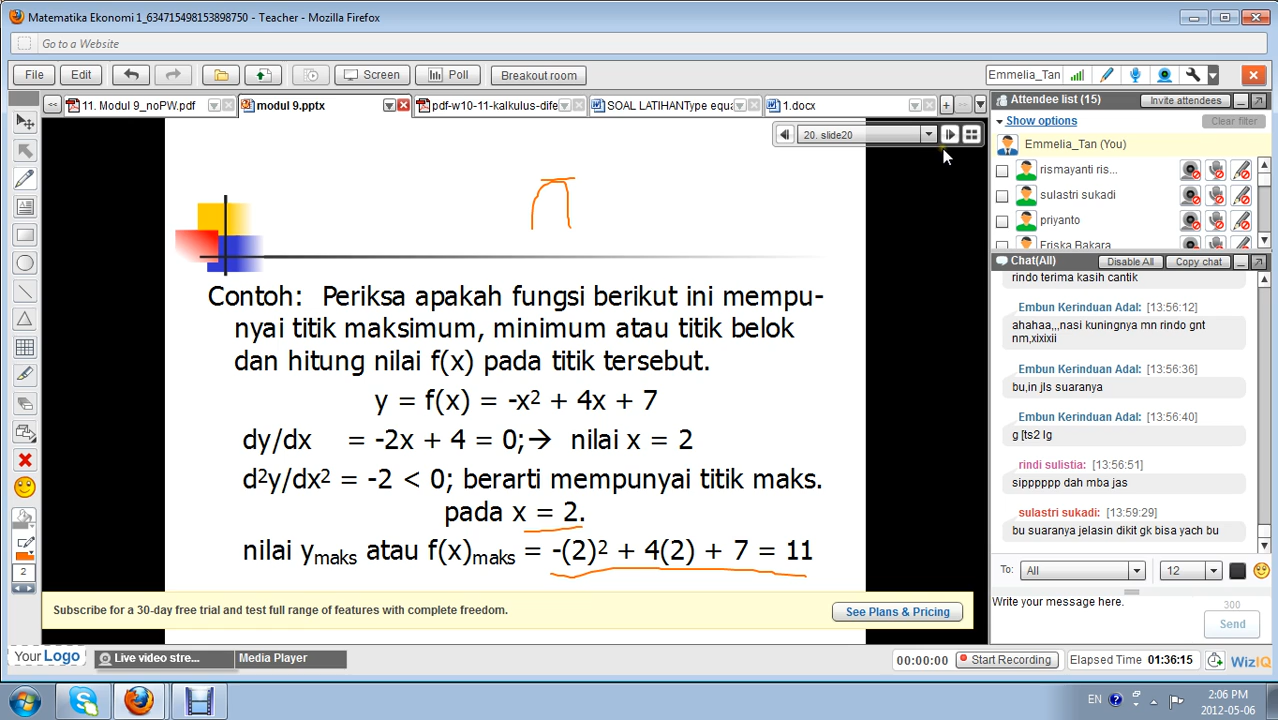 Matematika Ekonomi 1_634715498153898750 - Teacher - Mozilla Firefox
Go to a Website
File Edit Screen Poll Breakout room Emmelia_Tan
<< 11. Modul 9_noPW.pdf modul 9.pptx pdf-w10-11-kalkulus-dife SOAL LATIHANType equa 1.docx + >>
20. slide20
Contoh: Periksa apakah fungsi berikut ini mempu-
nyai titik maksimum, minimum atau titik belok
dan hitung nilai f(x) pada titik tersebut.
y = f(x) = -x² + 4x + 7
dy/dx = -2x + 4 = 0;→ nilai x = 2
d²y/dx² = -2 < 0; berarti mempunyai titik maks.
pada x = 2.
nilai ymaks atau f(x)maks = -(2)² + 4(2) + 7 = 11
2
Subscribe for a 30-day free trial and test full range of features with complete freedom. See Plans & Pricing
Attendee list (15) Invite attendees
Show options Clear filter
Emmelia_Tan (You)
rismayanti ris...
sulastri sukadi
priyanto
Friska Bakara
Chat(All) Disable All Copy chat
rindo terima kasih cantik
Embun Kerinduan Adal: [13:56:12]
ahahaa,,,nasi kuningnya mn rindo gnt
nm,xixixii
Embun Kerinduan Adal: [13:56:36]
bu,in jls suaranya
Embun Kerinduan Adal: [13:56:40]
g [ts2 lg
rindi sulistia: [13:56:51]
sipppppp dah mba jas
sulastri sukadi: [13:59:29]
bu suaranya jelasin dikit gk bisa yach bu
To: All 12
Write your message here. 300
Send
Your Logo Live video stre... Media Player 00:00:00 Start Recording Elapsed Time 01:36:15 WizIQ
EN 2:06 PM
2012-05-06